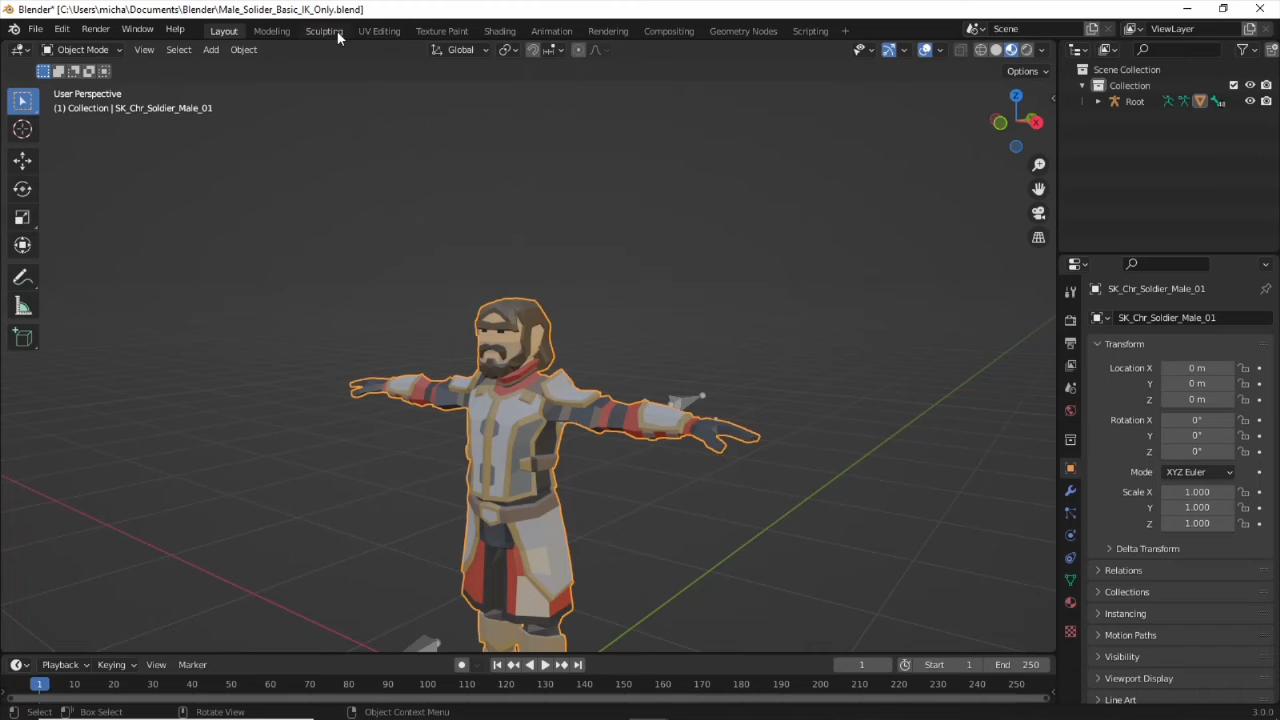 Blender* [C:\Users\micha\Documents\Blender\Male_Solider_Basic_IK_Only.blend]
File Edit Render Window Help Layout Modeling Sculpting UV Editing Texture Paint Shading Animation Rendering Compositing Geometry Nodes Scripting + Scene ViewLayer
Object Mode View Select Add Object Global
Options
User Perspective
(1) Collection | SK_Chr_Soldier_Male_01
Z
X
Scene Collection
Collection
Root
SK_Chr_Soldier_Male_01
SK_Chr_Soldier_Male_01
Transform
Location X 0 m
Y 0 m
Z 0 m
Rotation X 0°
Y 0°
Z 0°
Mode XYZ Euler
Scale X 1.000
Y 1.000
Z 1.000
Delta Transform
Relations
Collections
Instancing
Motion Paths
Visibility
Viewport Display
Line Art
Playback Keying View Marker 1 Start 1 End 250
1 10 20 30 40 50 60 70 80 90 100 110 120 130 140 150 160 170 180 190 200 210 220 230 240 250
Select Box Select Rotate View Object Context Menu 3.0.0